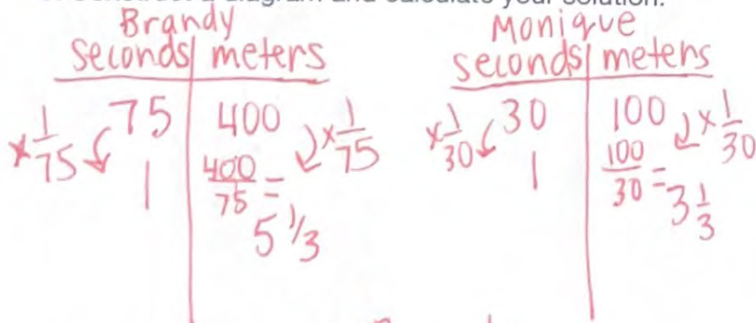 Brandy
seconds meters
×1/75 75 400 ×1/75
1 400/75 =
5 1/3
Monique
seconds meters
×1/30 30 100 ×1/30
1 100/30 =
3 1/3